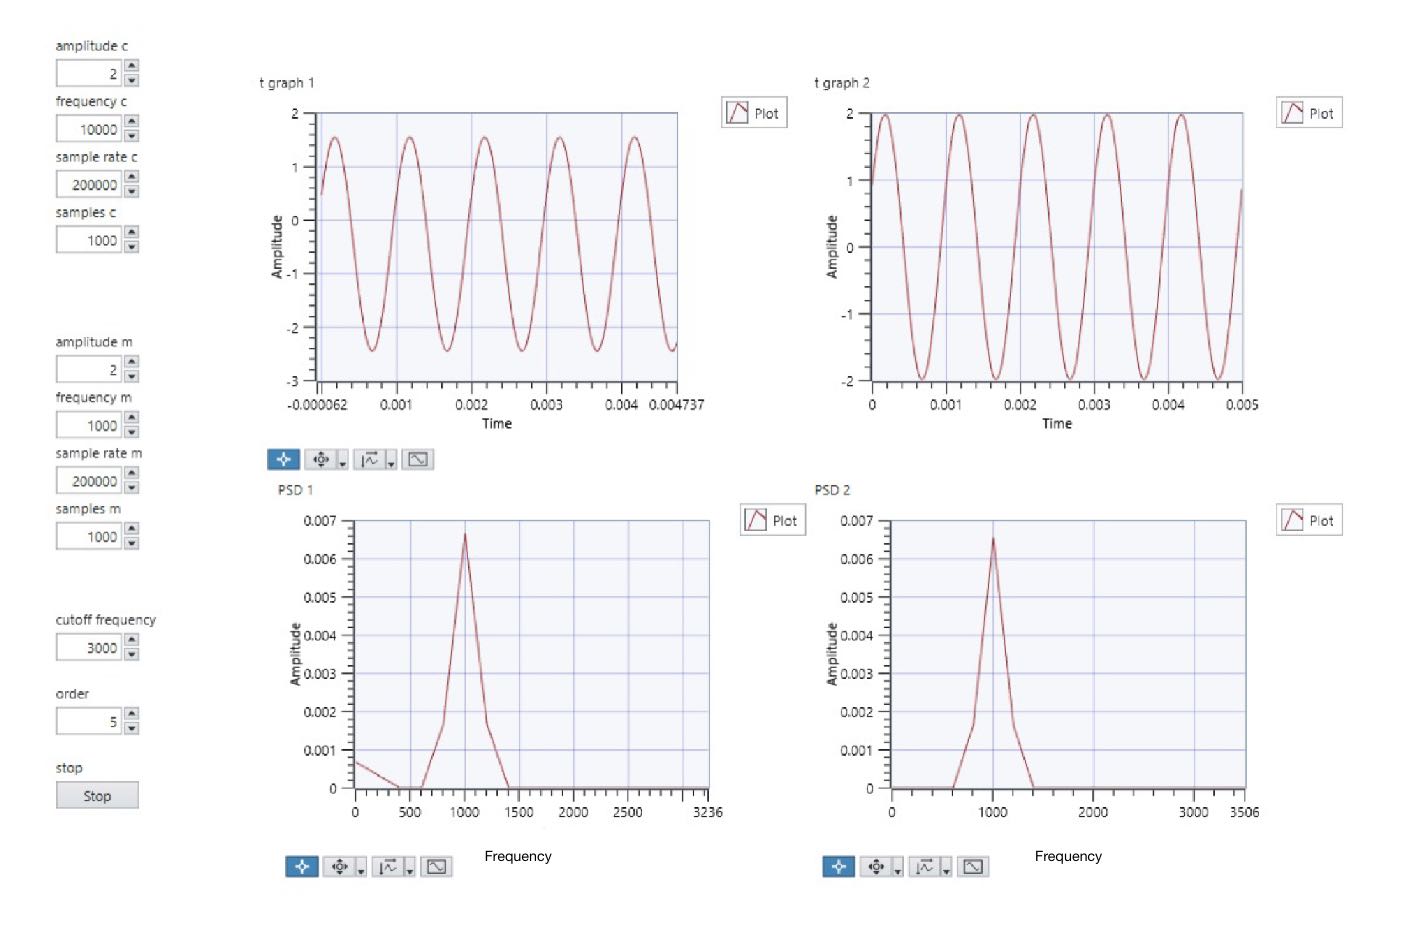 amplitude c
2
frequency c
10000
sample rate c
200000
samples c
1000
amplitude m
2
frequency m
1000
sample rate m
200000
samples m
1000
cutoff frequency
3000
order
5
stop
Stop
t graph 1
Plot
2
1
0
-1
-2
-3
Amplitude
-0.000062 0.001 0.002 0.003 0.004 0.004737
Time
t graph 2
Plot
2
1
0
-1
-2
Amplitude
0 0.001 0.002 0.003 0.004 0.005
Time
PSD 1
Plot
0.007
0.006
0.005
0.004
0.003
0.002
0.001
0
Amplitude
0 500 1000 1500 2000 2500 3236
Frequency
PSD 2
Plot
0.007
0.006
0.005
0.004
0.003
0.002
0.001
0
Amplitude
0 1000 2000 3000 3506
Frequency